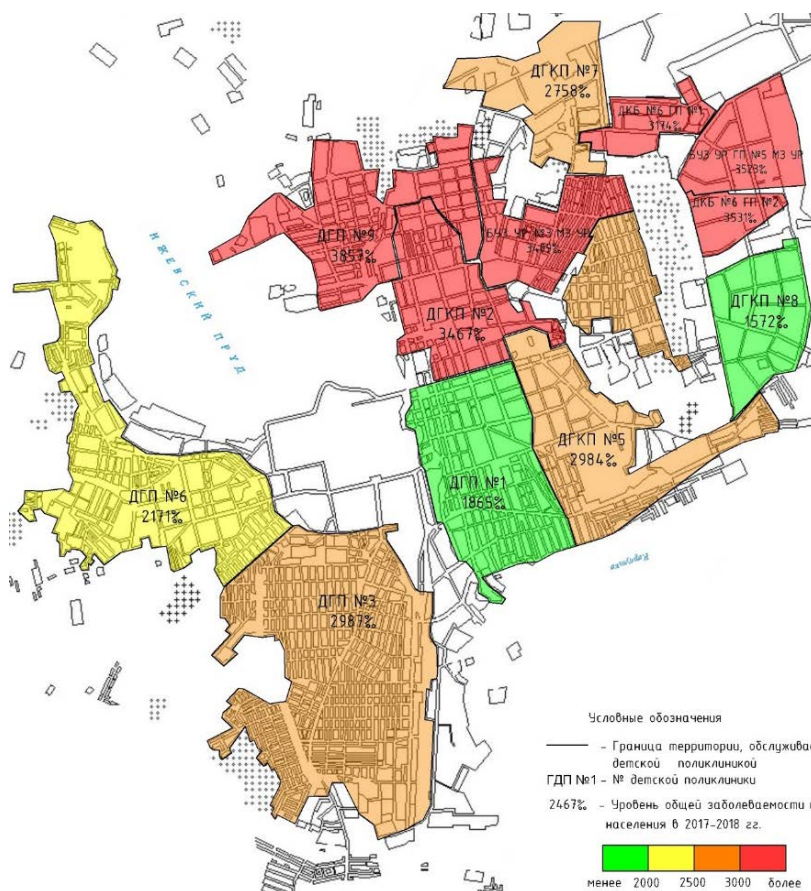 ДГКП №7
2758‰
ДКБ №6 ГП №1
3174‰
БУЗ УР ГП №5 МЗ УР
ДКБ №6 ГП №2
3531‰
ДГП №9
3857‰
БУЗ УР №3 МЗ УР
ДГКП №2
3467‰
ДГКП №8
1572‰
ИЖЕВСКИЙ ПРУД
ДГКП №5
2984‰
ДГП №1
1865‰
ДГП №6
2171‰
Карлутка
ДГП №3
2987‰
Условные обозначения
- Граница территории, обслужива
детской поликлиникой
ГДП №1 - № детской поликлиники
2467‰ - Уровень общей заболеваемости
населения в 2017-2018 гг.
менее 2000 2500 3000 более